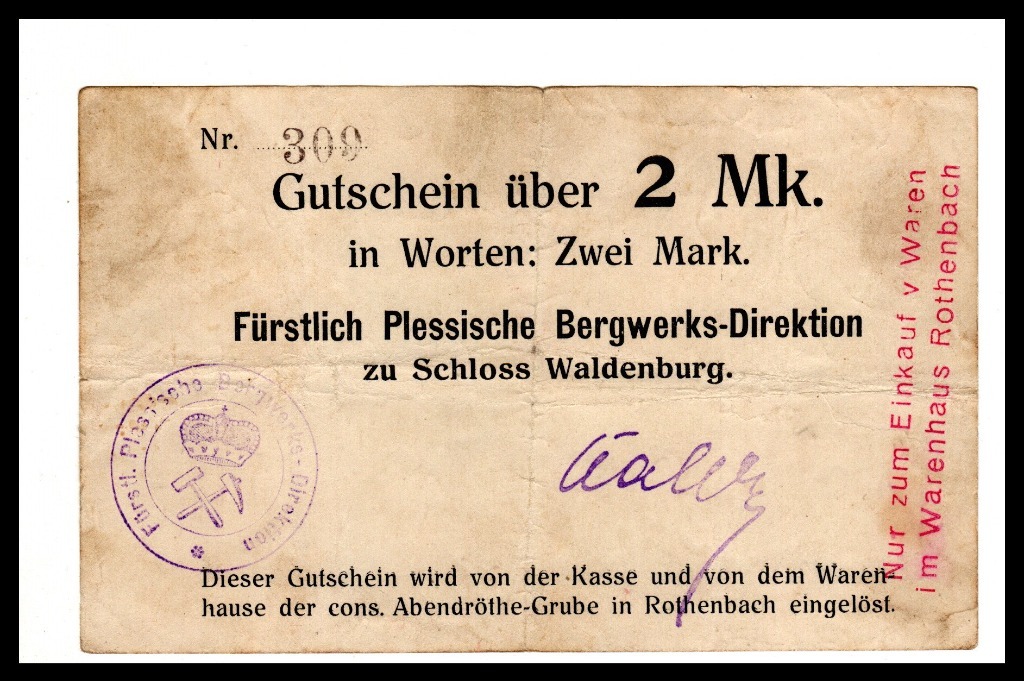 Nr. 309
Gutschein über 2 Mk.
in Worten: Zwei Mark.
Fürstlich Plessische Bergwerks-Direktion
zu Schloss Waldenburg.
Fürstl. Plessische Bergwerks-Direktion
Dieser Gutschein wird von der Kasse und von dem Waren-
hause der cons. Abendröthe-Grube in Rothenbach eingelöst.
Nur zum Einkauf v Waren
im Warenhaus Rothenbach